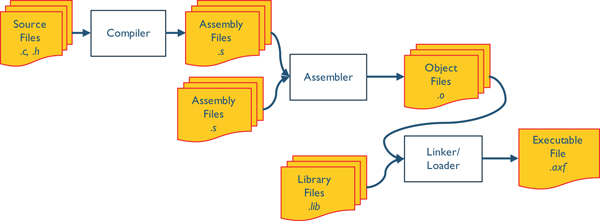 Source
Files
.c, .h
Compiler
Assembly
Files
.s
Assembly
Files
.s
Assembler
Object
Files
.o
Library
Files
.lib
Linker/
Loader
Executable
File
.axf